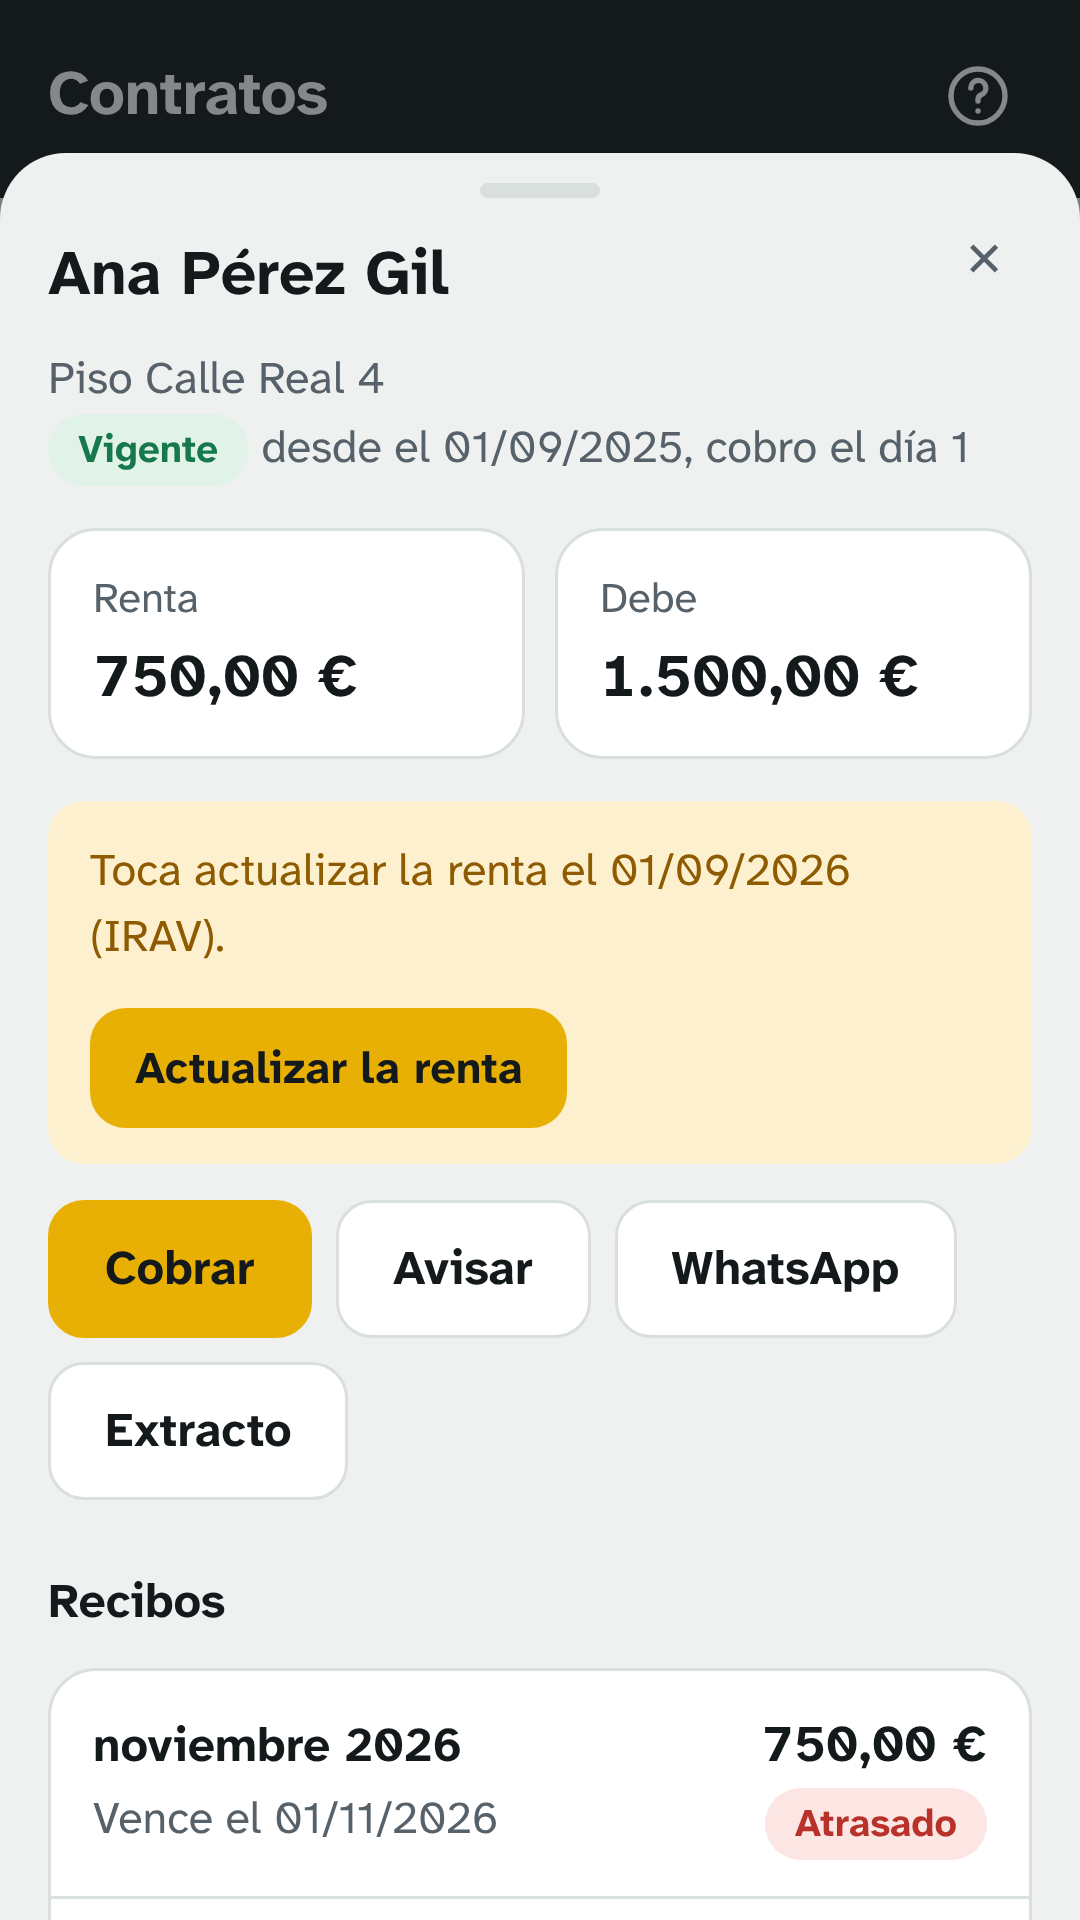 Contratos
Ana Pérez Gil
Piso Calle Real 4
Vigente desde el 01/09/2025, cobro el día 1
Renta
750,00 €
Debe
1.500,00 €
Toca actualizar la renta el 01/09/2026
(IRAV).
Actualizar la renta
Cobrar
Avisar
WhatsApp
Extracto
Recibos
noviembre 2026
750,00 €
Vence el 01/11/2026
Atrasado